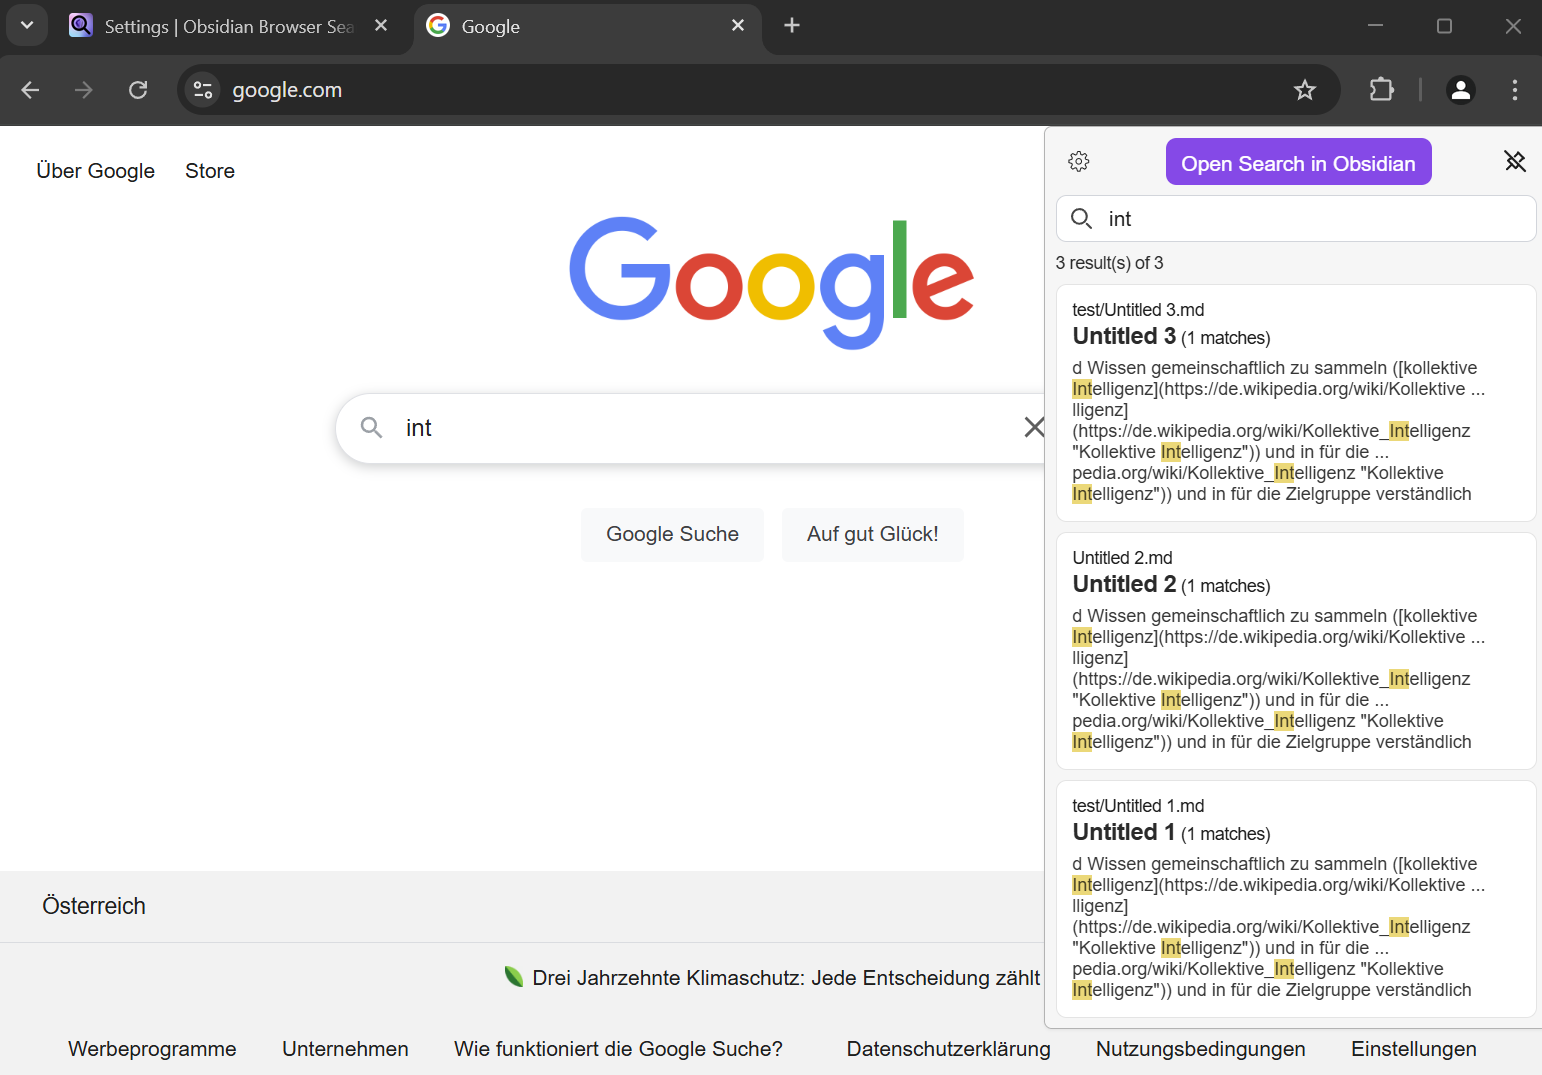 Settings | Obsidian Browser Sea
Google
google.com
Über Google
Store
Google
int
Google Suche
Auf gut Glück!
Österreich
Drei Jahrzehnte Klimaschutz: Jede Entscheidung zählt
Werbeprogramme
Unternehmen
Wie funktioniert die Google Suche?
Datenschutzerklärung
Nutzungsbedingungen
Einstellungen
Open Search in Obsidian
int
3 result(s) of 3
test/Untitled 3.md
Untitled 3 (1 matches)
d Wissen gemeinschaftlich zu sammeln ([kollektive
Intelligenz](https://de.wikipedia.org/wiki/Kollektive ...
lligenz]
(https://de.wikipedia.org/wiki/Kollektive_Intelligenz
"Kollektive Intelligenz")) und in für die ...
pedia.org/wiki/Kollektive_Intelligenz "Kollektive
Intelligenz")) und in für die Zielgruppe verständlich
Untitled 2.md
Untitled 2 (1 matches)
d Wissen gemeinschaftlich zu sammeln ([kollektive
Intelligenz](https://de.wikipedia.org/wiki/Kollektive ...
lligenz]
(https://de.wikipedia.org/wiki/Kollektive_Intelligenz
"Kollektive Intelligenz")) und in für die ...
pedia.org/wiki/Kollektive_Intelligenz "Kollektive
Intelligenz")) und in für die Zielgruppe verständlich
test/Untitled 1.md
Untitled 1 (1 matches)
d Wissen gemeinschaftlich zu sammeln ([kollektive
Intelligenz](https://de.wikipedia.org/wiki/Kollektive ...
lligenz]
(https://de.wikipedia.org/wiki/Kollektive_Intelligenz
"Kollektive Intelligenz")) und in für die ...
pedia.org/wiki/Kollektive_Intelligenz "Kollektive
Intelligenz")) und in für die Zielgruppe verständlich